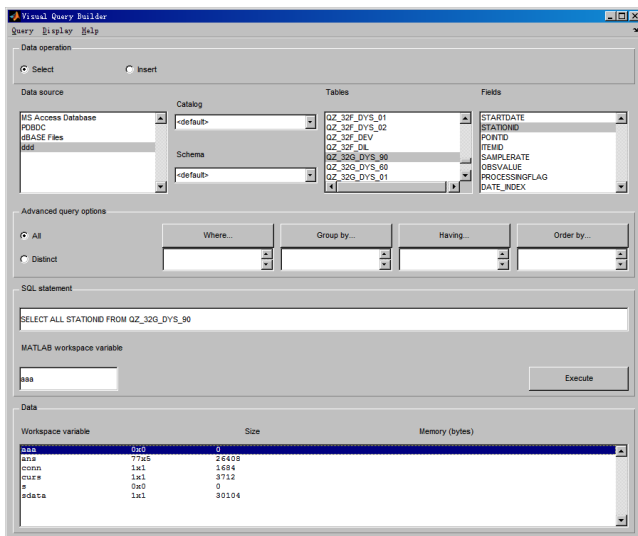 Visual Query Builder
Query Display Help
Data operation
Select Insert
Data source Tables Fields
Catalog
MS Access Database
PDBDC
dBASE Files
ddd
<default>
Schema
<default>
QZ_32F_DYS_01
QZ_32F_DYS_02
QZ_32F_DEV
QZ_32F_DIL
QZ_32G_DYS_90
QZ_32G_DYS_60
QZ_32G_DYS_01
STARTDATE
STATIONID
POINTID
ITEMID
SAMPLERATE
OBSVALUE
PROCESSINGFLAG
DATE_INDEX
Advanced query options
All
Distinct
Where... Group by... Having... Order by...
SQL statement
SELECT ALL STATIONID FROM QZ_32G_DYS_90
MATLAB workspace variable
aaa
Execute
Data
Workspace variable Size Memory (bytes)
aaa 0x0 0
ans 77x5 26408
conn 1x1 1684
curs 1x1 3712
s 0x0 0
sdata 1x1 30104